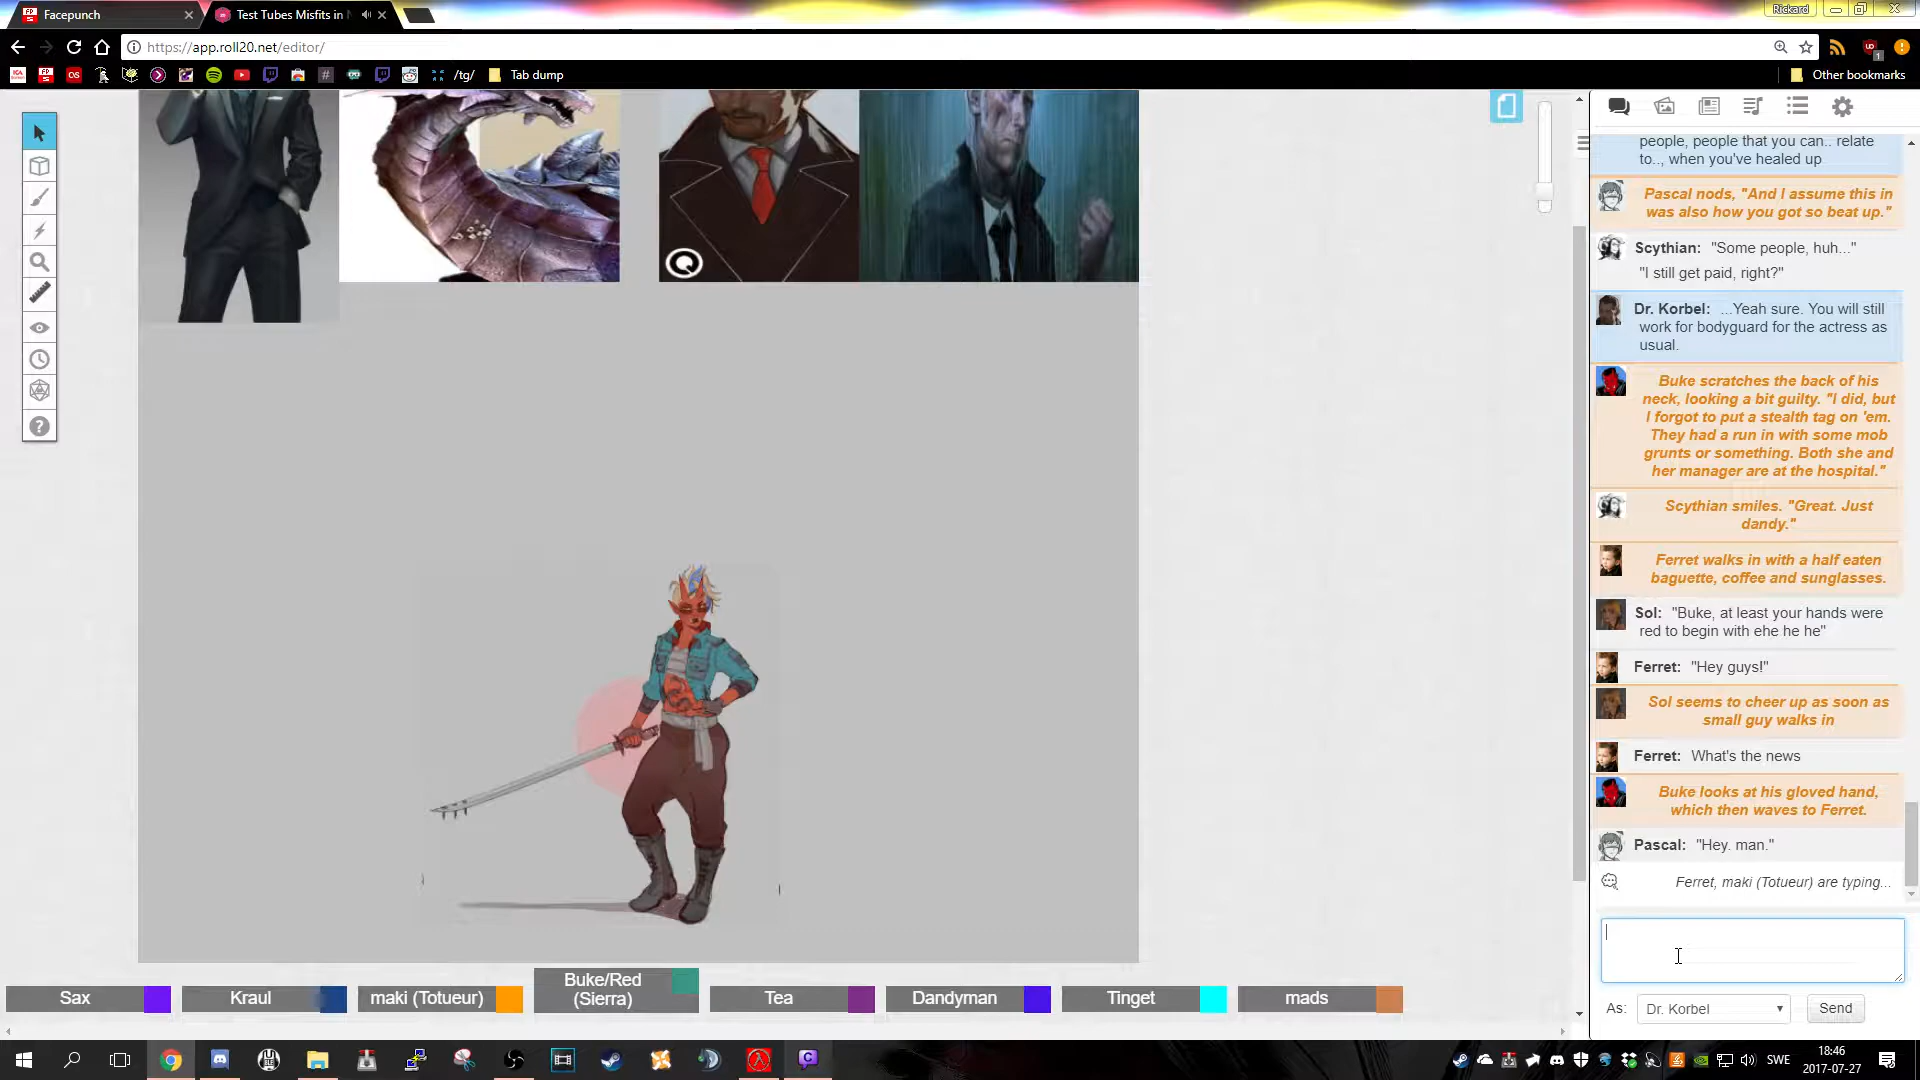 Facepunch
Test Tubes Misfits in
Rickard
https://app.roll20.net/editor/
/tg/
Tab dump
Other bookmarks
people, people that you can.. relate
to.., when you've healed up
Pascal nods, "And I assume this in
was also how you got so beat up."
Scythian: "Some people, huh..."
"I still get paid, right?"
Dr. Korbel: ...Yeah sure. You will still
work for bodyguard for the actress as
usual.
Buke scratches the back of his
neck, looking a bit guilty. "I did, but
I forgot to put a stealth tag on 'em.
They had a run in with some mob
grunts or something. Both she and
her manager are at the hospital."
Scythian smiles. "Great. Just
dandy."
Ferret walks in with a half eaten
baguette, coffee and sunglasses.
Sol: "Buke, at least your hands were
red to begin with ehe he he"
Ferret: "Hey guys!"
Sol seems to cheer up as soon as
small guy walks in
Ferret: What's the news
Buke looks at his gloved hand,
which then waves to Ferret.
Pascal: "Hey. man."
Ferret, maki (Totueur) are typing...
As: Dr. Korbel
Send
Sax
Kraul
maki (Totueur)
Buke/Red
(Sierra)
Tea
Dandyman
Tinget
mads
SWE
18:46
2017-07-27